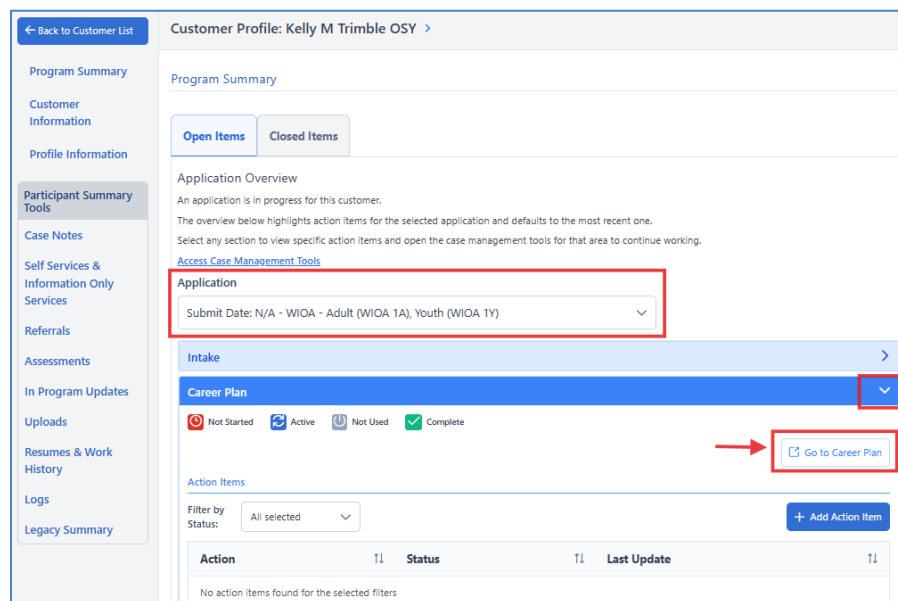 Back to Customer List
Customer Profile: Kelly M Trimble OSY
Program Summary
Customer
Information
Profile Information
Participant Summary
Tools
Case Notes
Self Services &
Information Only
Services
Referrals
Assessments
In Program Updates
Uploads
Resumes & Work
History
Logs
Legacy Summary
Program Summary
Open Items
Closed Items
Application Overview
An application is in progress for this customer.
The overview below highlights action items for the selected application and defaults to the most recent one.
Select any section to view specific action items and open the case management tools for that area to continue working.
Access Case Management Tools
Application
Submit Date: N/A - WIOA - Adult (WIOA 1A), Youth (WIOA 1Y)
Intake
Career Plan
Not Started Active Not Used Complete
Go to Career Plan
Action Items
Filter by
Status:
All selected
+ Add Action Item
Action Status Last Update
No action items found for the selected filters